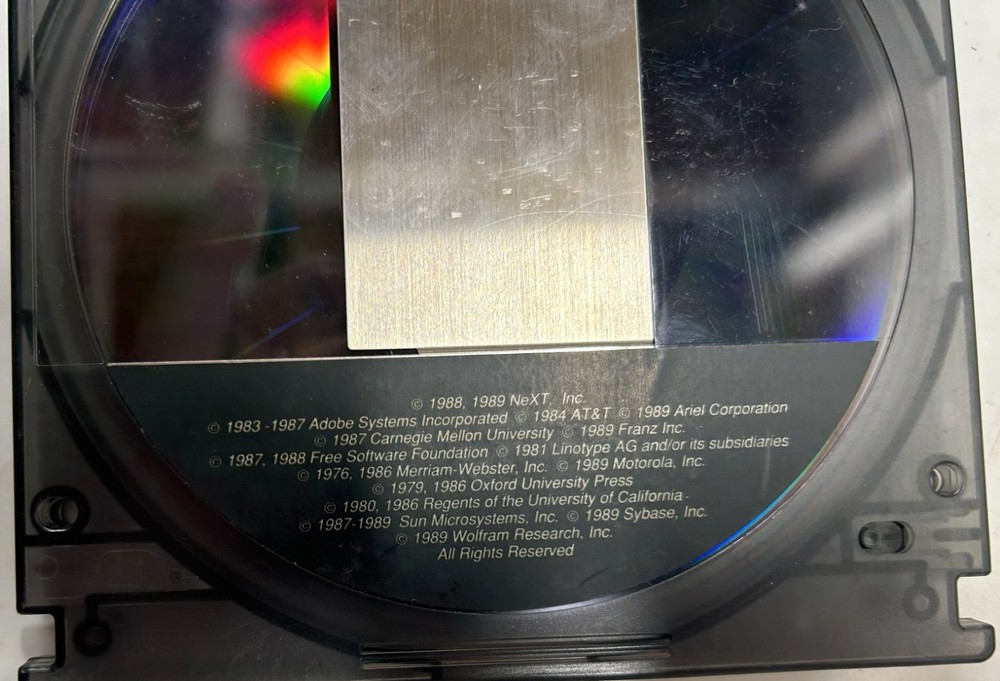 © 1988, 1989 NeXT, Inc.
© 1983-1987 Adobe Systems Incorporated © 1984 AT&T © 1989 Ariel Corporation
© 1987 Carnegie Mellon University © 1989 Franz Inc.
© 1987, 1988 Free Software Foundation © 1981 Linotype AG and/or its subsidiaries
© 1976, 1986 Merriam-Webster, Inc. © 1989 Motorola, Inc.
© 1979, 1986 Oxford University Press
© 1980, 1986 Regents of the University of California
© 1987-1989 Sun Microsystems, Inc. © 1989 Sybase, Inc.
© 1989 Wolfram Research, Inc.
All Rights Reserved